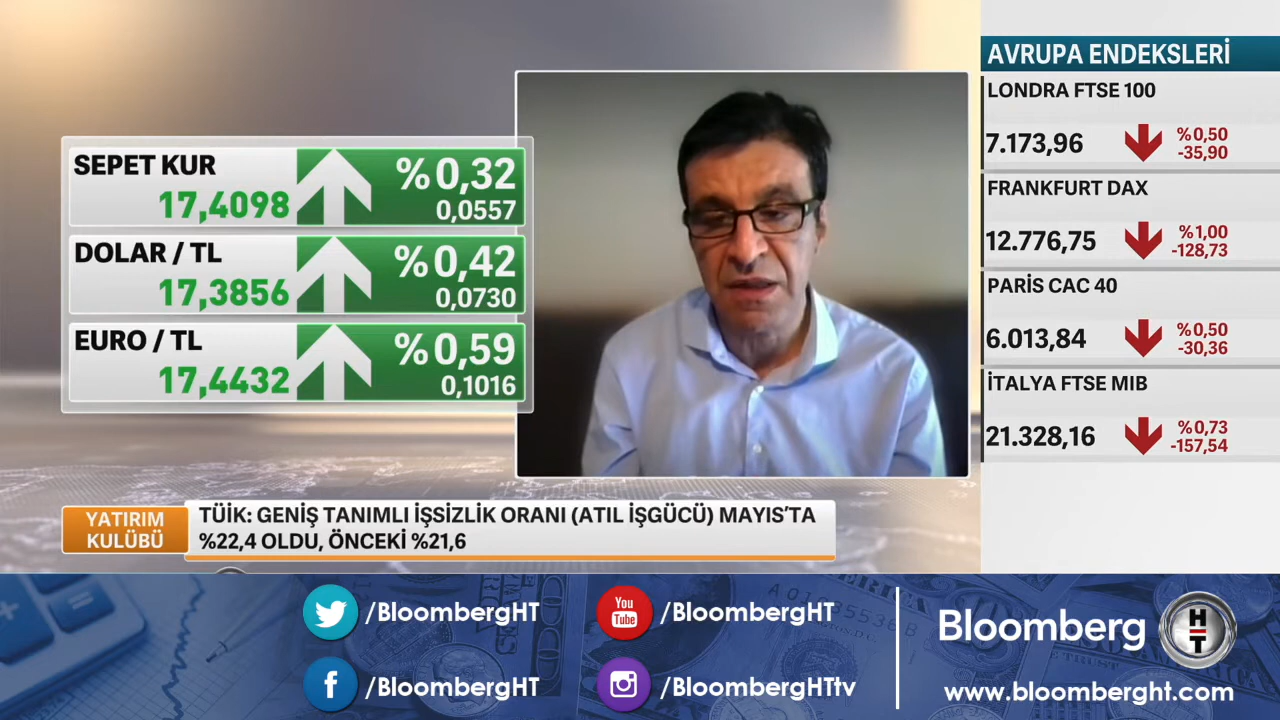 SEPET KUR
17,4098
%0,32
0,0557
DOLAR / TL
17,3856
%0,42
0,0730
EURO / TL
17,4432
%0,59
0,1016
AVRUPA ENDEKSLERİ
LONDRA FTSE 100
7.173,96
%0,50
-35,90
FRANKFURT DAX
12.776,75
%1,00
-128,73
PARİS CAC 40
6.013,84
%0,50
-30,36
İTALYA FTSE MIB
21.328,16
%0,73
-157,54
YATIRIM
KULÜBÜ
TÜİK: GENİŞ TANIMLI İŞSİZLİK ORANI (ATIL İŞGÜCÜ) MAYIS'TA
%22,4 OLDU, ÖNCEKİ %21,6
/BloombergHT
You
Tube
/BloombergHT
f
/BloombergHT
/BloombergHTtv
Bloomberg
HT
www.bloomberght.com